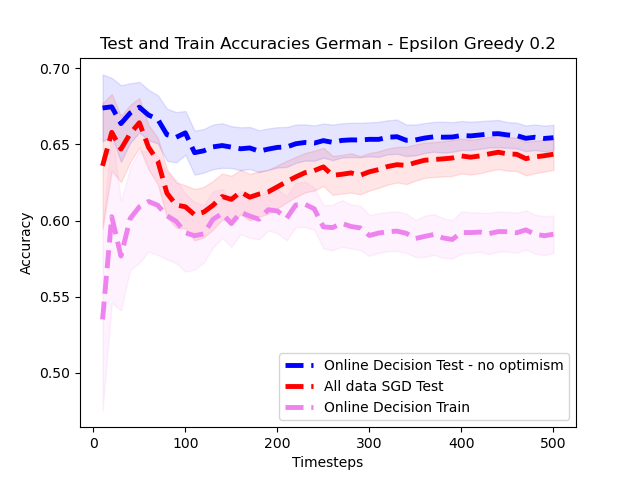 Test and Train Accuracies German - Epsilon Greedy 0.2
0.70
0.65
0.60
0.55
0.50
Accuracy
Online Decision Test - no optimism
All data SGD Test
Online Decision Train
0
100
200
300
400
500
Timesteps